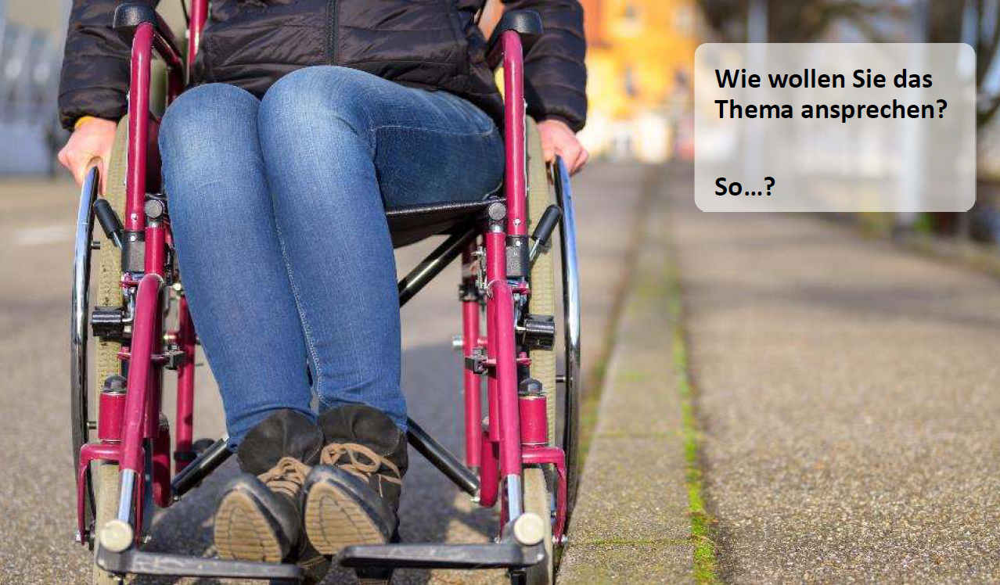 Wie wollen Sie das
Thema ansprechen?
So…?